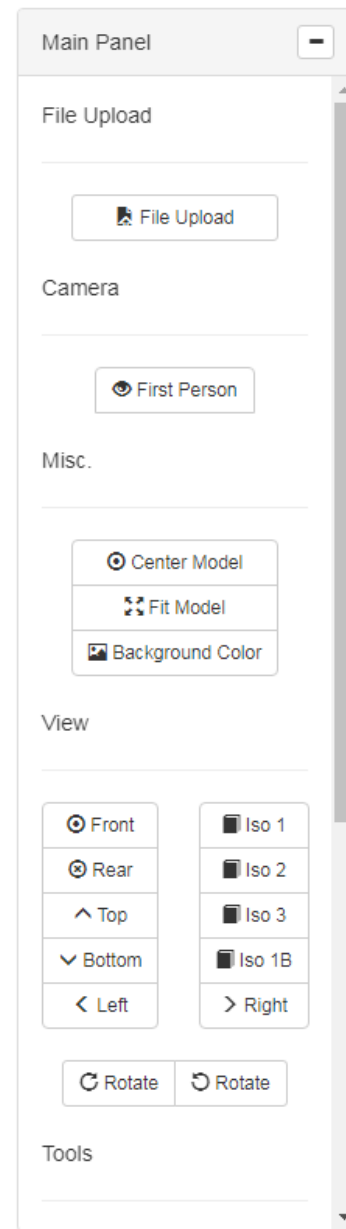 Main Panel
File Upload
File Upload
Camera
First Person
Misc.
Center Model
Fit Model
Background Color
View
Front
Iso 1
Rear
Iso 2
Top
Iso 3
Bottom
Iso 1B
Left
Right
Rotate Rotate
Tools